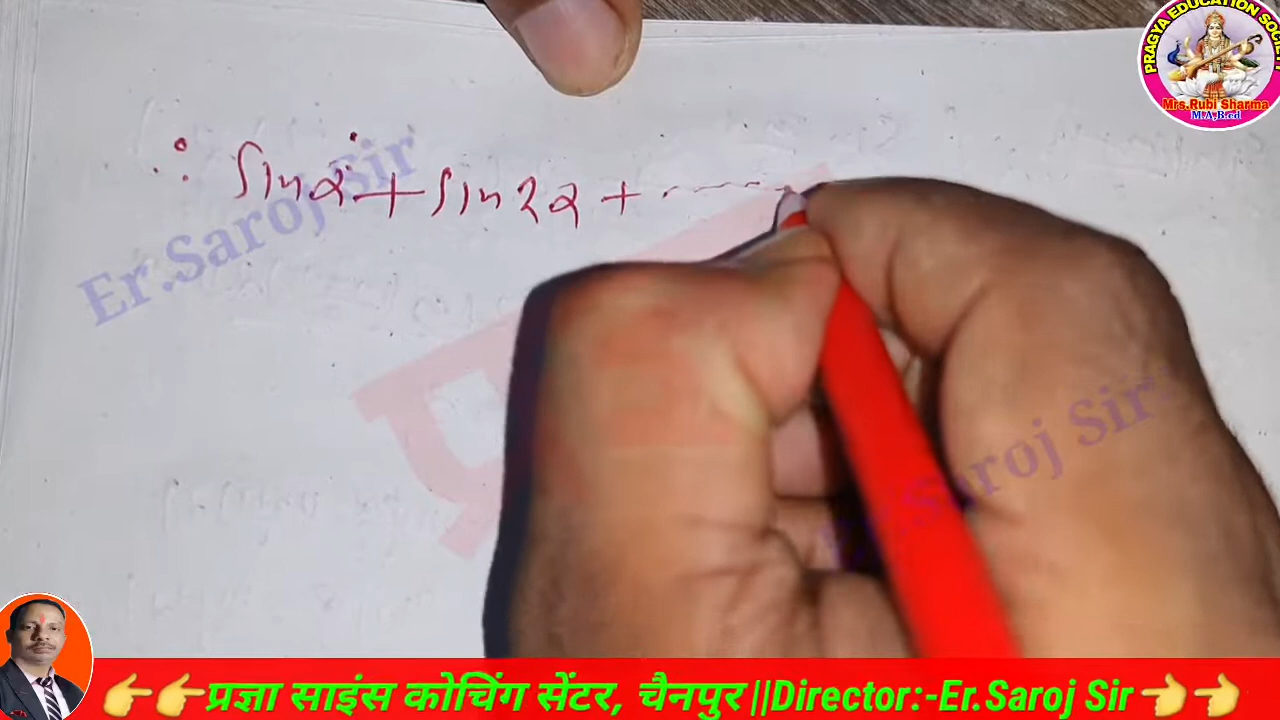 PRAGYA EDUCATION SOCIETY
Mrs.Rubi Sharma
M.A,B.ed
∴ Sinα + Sin2α + -----
Er.Saroj Sir
Er.Saroj Sir
👉👉प्रज्ञा साइंस कोचिंग सेंटर, चैनपुर||Director:-Er.Saroj Sir👈👈